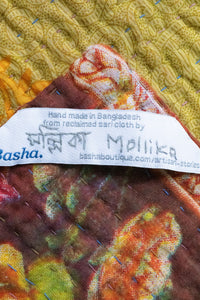 Hand made in Bangladesh
from reclaimed sari cloth by
মল্লিকা Mollika
Basha. bashaboutique.com/artisan-stories